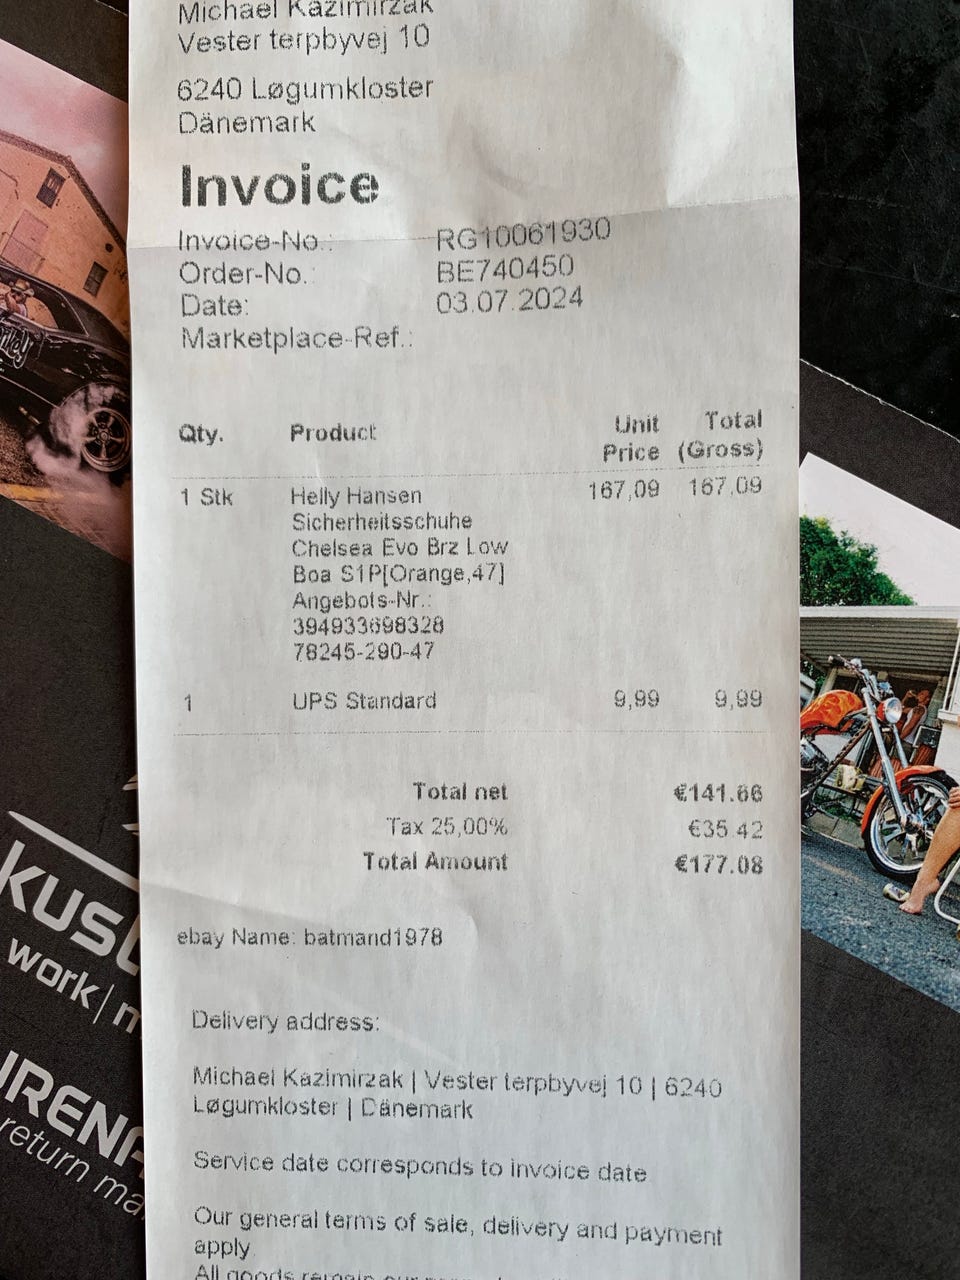 Michael Kazimirzak
Vester terpbyvej 10
6240 Løgumkloster
Dänemark
Invoice
Invoice-No.: RG10061930
Order-No.: BE740450
Date: 03.07.2024
Marketplace-Ref.:
Qty. Product Unit Price Total (Gross)
1 Stk Helly Hansen 167,09 167,09
Sicherheitsschuhe
Chelsea Evo Brz Low
Boa S1P[Orange,47]
Angebots-Nr.:
394933698328
78245-290-47
1 UPS Standard 9,99 9,99
Total net €141.66
Tax 25,00% €35.42
Total Amount €177.08
ebay Name: batmand1978
Delivery address:
Michael Kazimirzak | Vester terpbyvej 10 | 6240
Løgumkloster | Dänemark
Service date corresponds to invoice date
Our general terms of sale, delivery and payment
apply.
All goods remain our
work|
return